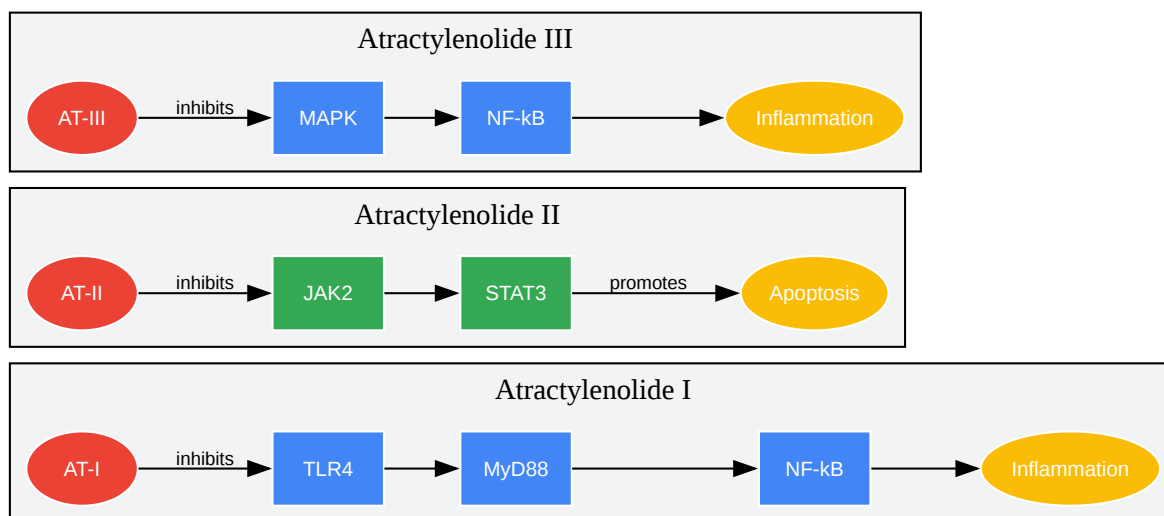 Atractylenolide III
AT-III
inhibits
MAPK
NF-kB
Inflammation
Atractylenolide II
AT-II
inhibits
JAK2
STAT3
promotes
Apoptosis
Atractylenolide I
AT-I
inhibits
TLR4
MyD88
NF-kB
Inflammation